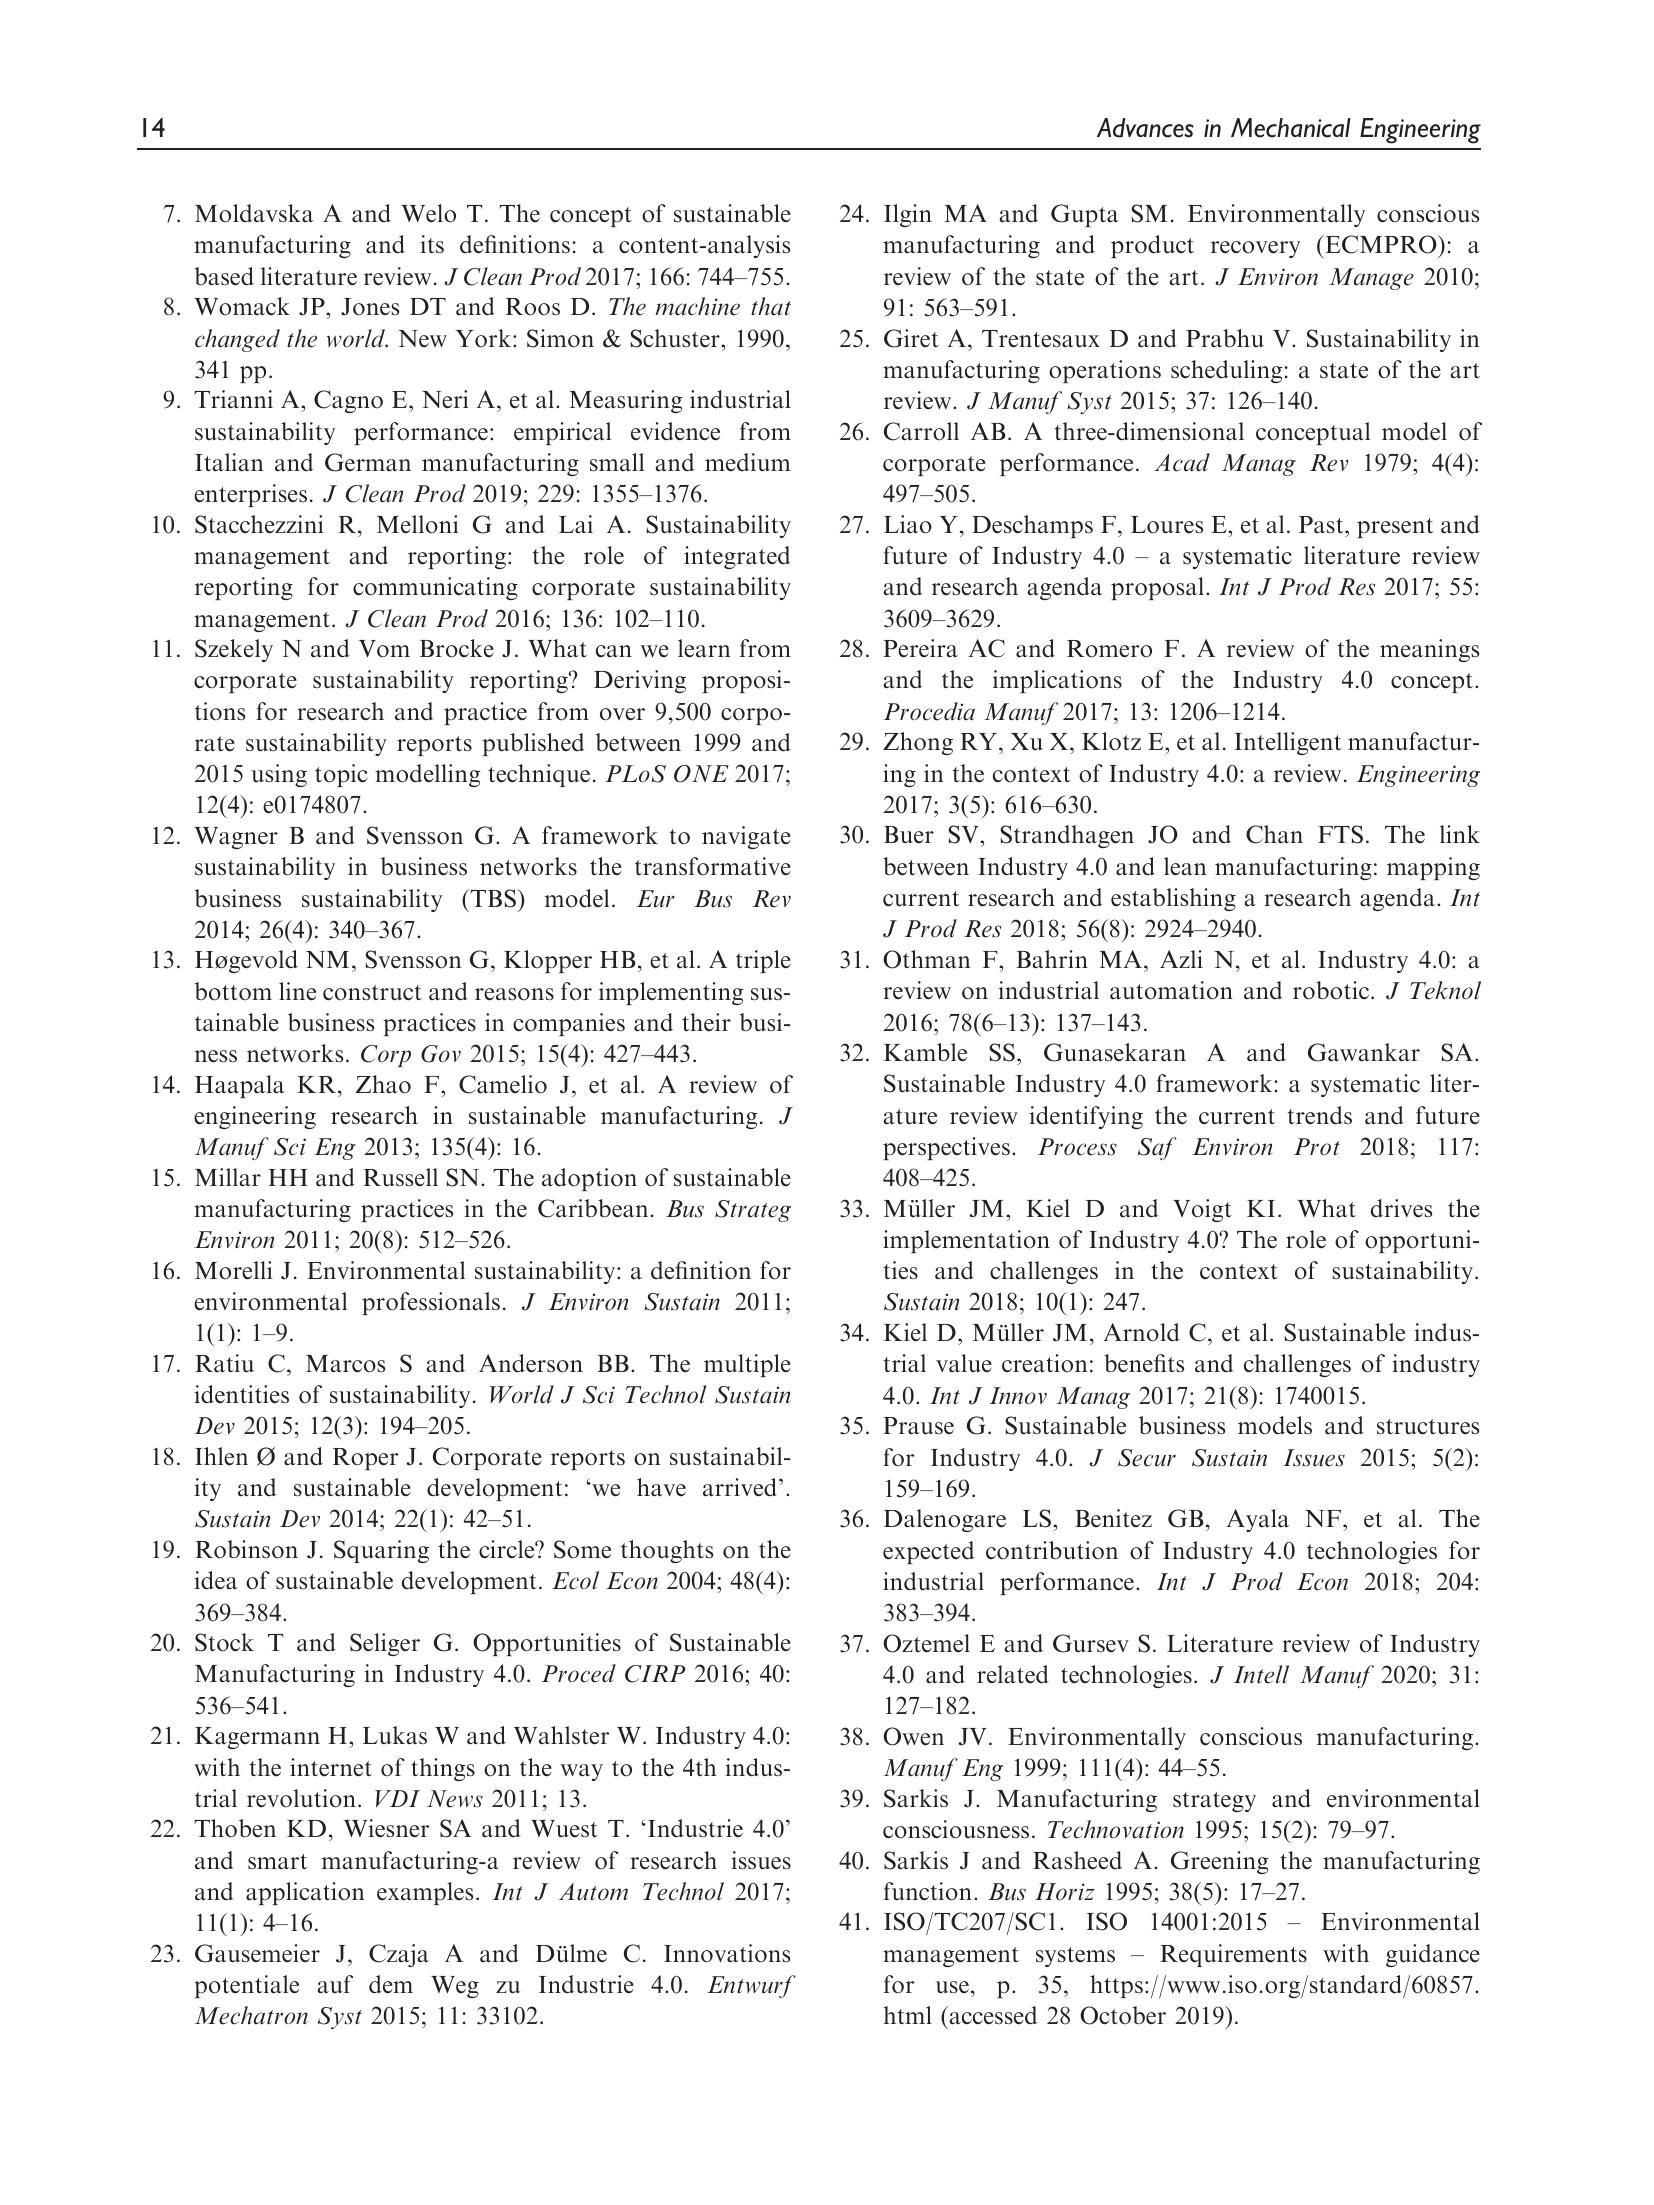 14
Advances in Mechanical Engineering
7. Moldavska A and Welo T. The concept of sustainable
manufacturing and its definitions: a content-analysis
based literature review. J Clean Prod 2017; 166: 744–755.
8. Womack JP, Jones DT and Roos D. The machine that
changed the world. New York: Simon & Schuster, 1990,
341 pp.
9. Trianni A, Cagno E, Neri A, et al. Measuring industrial
sustainability performance: empirical evidence from
Italian and German manufacturing small and medium
enterprises. J Clean Prod 2019; 229: 1355–1376.
10. Stacchezzini R, Melloni G and Lai A. Sustainability
management and reporting: the role of integrated
reporting for communicating corporate sustainability
management. J Clean Prod 2016; 136: 102–110.
11. Szekely N and Vom Brocke J. What can we learn from
corporate sustainability reporting? Deriving proposi-
tions for research and practice from over 9,500 corpo-
rate sustainability reports published between 1999 and
2015 using topic modelling technique. PLoS ONE 2017;
12(4): e0174807.
12. Wagner B and Svensson G. A framework to navigate
sustainability in business networks the transformative
business sustainability (TBS) model. Eur Bus Rev
2014; 26(4): 340–367.
13. Høgevold NM, Svensson G, Klopper HB, et al. A triple
bottom line construct and reasons for implementing sus-
tainable business practices in companies and their busi-
ness networks. Corp Gov 2015; 15(4): 427–443.
14. Haapala KR, Zhao F, Camelio J, et al. A review of
engineering research in sustainable manufacturing. J
Manuf Sci Eng 2013; 135(4): 16.
15. Millar HH and Russell SN. The adoption of sustainable
manufacturing practices in the Caribbean. Bus Strateg
Environ 2011; 20(8): 512–526.
16. Morelli J. Environmental sustainability: a definition for
environmental professionals. J Environ Sustain 2011;
1(1): 1–9.
17. Ratiu C, Marcos S and Anderson BB. The multiple
identities of sustainability. World J Sci Technol Sustain
Dev 2015; 12(3): 194–205.
18. Ihlen Ø and Roper J. Corporate reports on sustainabil-
ity and sustainable development: ‘we have arrived’.
Sustain Dev 2014; 22(1): 42–51.
19. Robinson J. Squaring the circle? Some thoughts on the
idea of sustainable development. Ecol Econ 2004; 48(4):
369–384.
20. Stock T and Seliger G. Opportunities of Sustainable
Manufacturing in Industry 4.0. Proced CIRP 2016; 40:
536–541.
21. Kagermann H, Lukas W and Wahlster W. Industry 4.0:
with the internet of things on the way to the 4th indus-
trial revolution. VDI News 2011; 13.
22. Thoben KD, Wiesner SA and Wuest T. ‘Industrie 4.0’
and smart manufacturing-a review of research issues
and application examples. Int J Autom Technol 2017;
11(1): 4–16.
23. Gausemeier J, Czaja A and Dülme C. Innovations
potentiale auf dem Weg zu Industrie 4.0. Entwurf
Mechatron Syst 2015; 11: 33102.
24. Ilgin MA and Gupta SM. Environmentally conscious
manufacturing and product recovery (ECMPRO): a
review of the state of the art. J Environ Manage 2010;
91: 563–591.
25. Giret A, Trentesaux D and Prabhu V. Sustainability in
manufacturing operations scheduling: a state of the art
review. J Manuf Syst 2015; 37: 126–140.
26. Carroll AB. A three-dimensional conceptual model of
corporate performance. Acad Manag Rev 1979; 4(4):
497–505.
27. Liao Y, Deschamps F, Loures E, et al. Past, present and
future of Industry 4.0 – a systematic literature review
and research agenda proposal. Int J Prod Res 2017; 55:
3609–3629.
28. Pereira AC and Romero F. A review of the meanings
and the implications of the Industry 4.0 concept.
Procedia Manuf 2017; 13: 1206–1214.
29. Zhong RY, Xu X, Klotz E, et al. Intelligent manufactur-
ing in the context of Industry 4.0: a review. Engineering
2017; 3(5): 616–630.
30. Buer SV, Strandhagen JO and Chan FTS. The link
between Industry 4.0 and lean manufacturing: mapping
current research and establishing a research agenda. Int
J Prod Res 2018; 56(8): 2924–2940.
31. Othman F, Bahrin MA, Azli N, et al. Industry 4.0: a
review on industrial automation and robotic. J Teknol
2016; 78(6–13): 137–143.
32. Kamble SS, Gunasekaran A and Gawankar SA.
Sustainable Industry 4.0 framework: a systematic liter-
ature review identifying the current trends and future
perspectives. Process Saf Environ Prot 2018; 117:
408–425.
33. Müller JM, Kiel D and Voigt KI. What drives the
implementation of Industry 4.0? The role of opportuni-
ties and challenges in the context of sustainability.
Sustain 2018; 10(1): 247.
34. Kiel D, Müller JM, Arnold C, et al. Sustainable indus-
trial value creation: benefits and challenges of industry
4.0. Int J Innov Manag 2017; 21(8): 1740015.
35. Prause G. Sustainable business models and structures
for Industry 4.0. J Secur Sustain Issues 2015; 5(2):
159–169.
36. Dalenogare LS, Benitez GB, Ayala NF, et al. The
expected contribution of Industry 4.0 technologies for
industrial performance. Int J Prod Econ 2018; 204:
383–394.
37. Oztemel E and Gursev S. Literature review of Industry
4.0 and related technologies. J Intell Manuf 2020; 31:
127–182.
38. Owen JV. Environmentally conscious manufacturing.
Manuf Eng 1999; 111(4): 44–55.
39. Sarkis J. Manufacturing strategy and environmental
consciousness. Technovation 1995; 15(2): 79–97.
40. Sarkis J and Rasheed A. Greening the manufacturing
function. Bus Horiz 1995; 38(5): 17–27.
41. ISO/TC207/SC1. ISO 14001:2015 – Environmental
management systems – Requirements with guidance
for use, p. 35, https://www.iso.org/standard/60857.
html (accessed 28 October 2019).